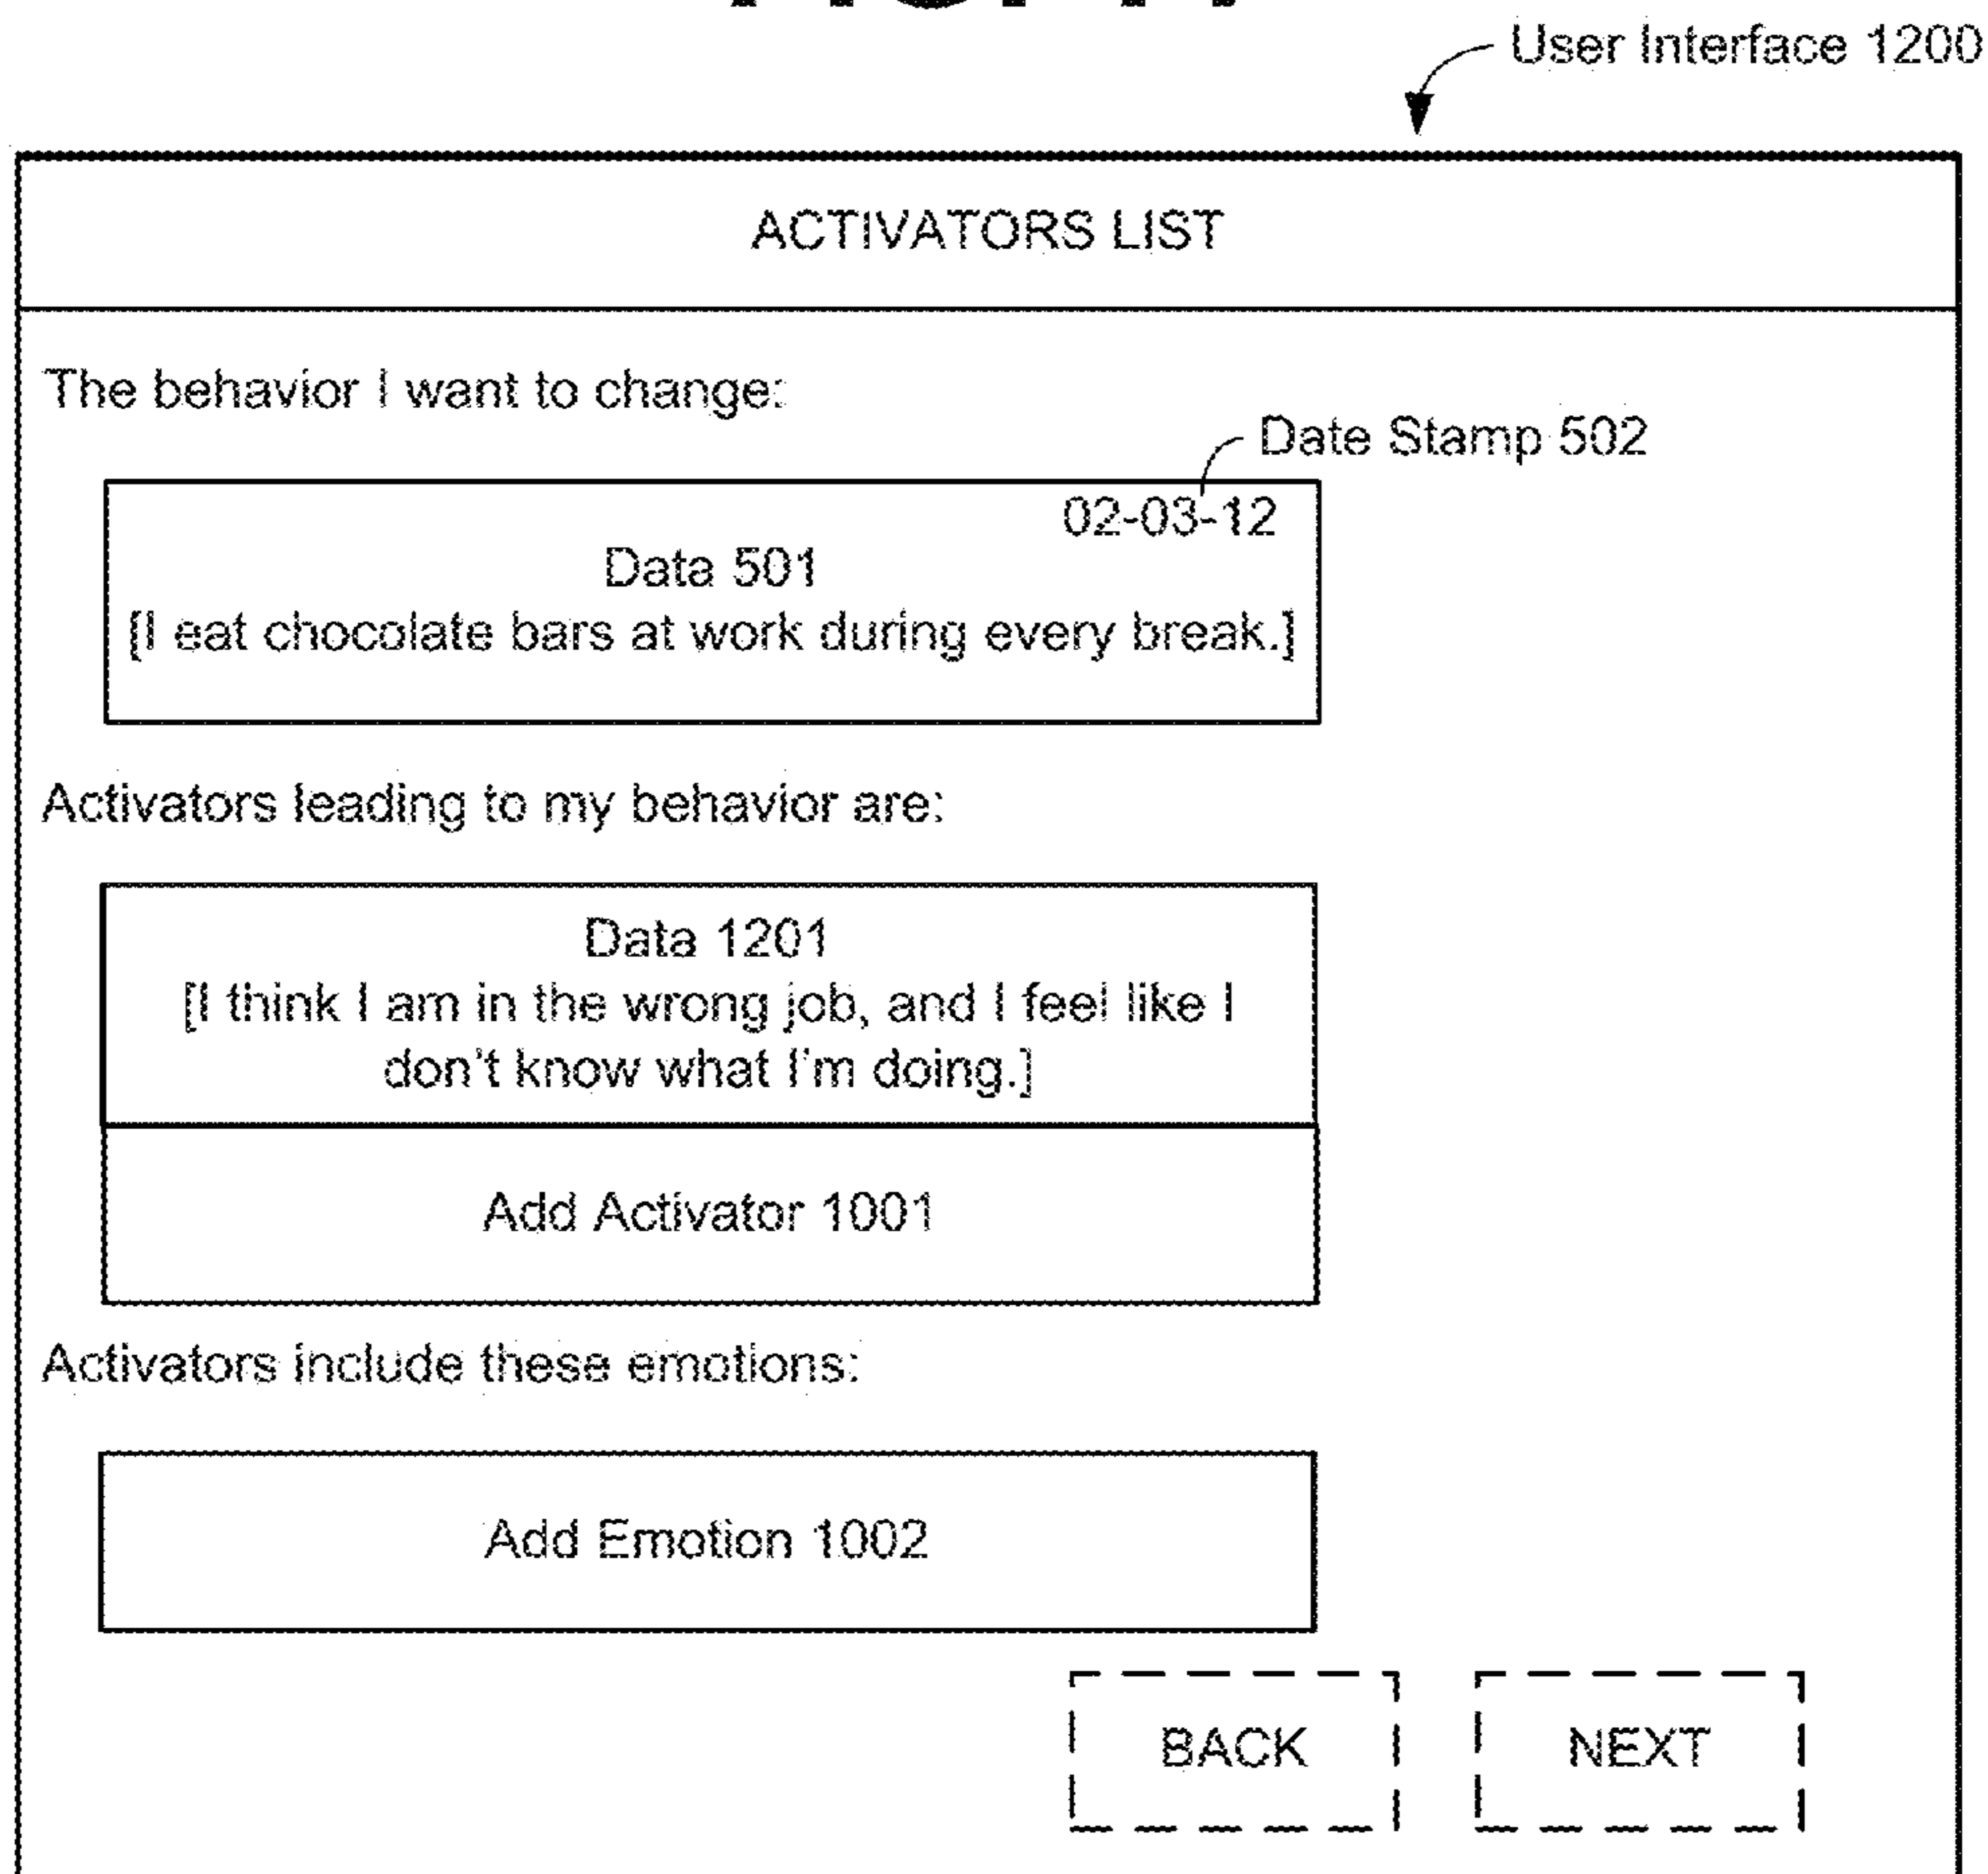 User Interface 1200
ACTIVATORS LIST
The behavior I want to change:
Date Stamp 502
02-03-12
Data 501
[I eat chocolate bars at work during every break.]
Activators leading to my behavior are:
Data 1201
[I think I am in the wrong job, and I feel like I
don't know what I'm doing.]
Add Activator 1001
Activators include these emotions:
Add Emotion 1002
BACK NEXT